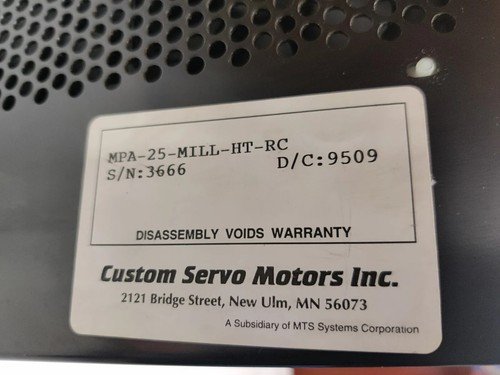 MPA-25-MILL-HT-RC
S/N:3666 D/C:9509
DISASSEMBLY VOIDS WARRANTY
Custom Servo Motors Inc.
2121 Bridge Street, New Ulm, MN 56073
A Subsidiary of MTS Systems Corporation